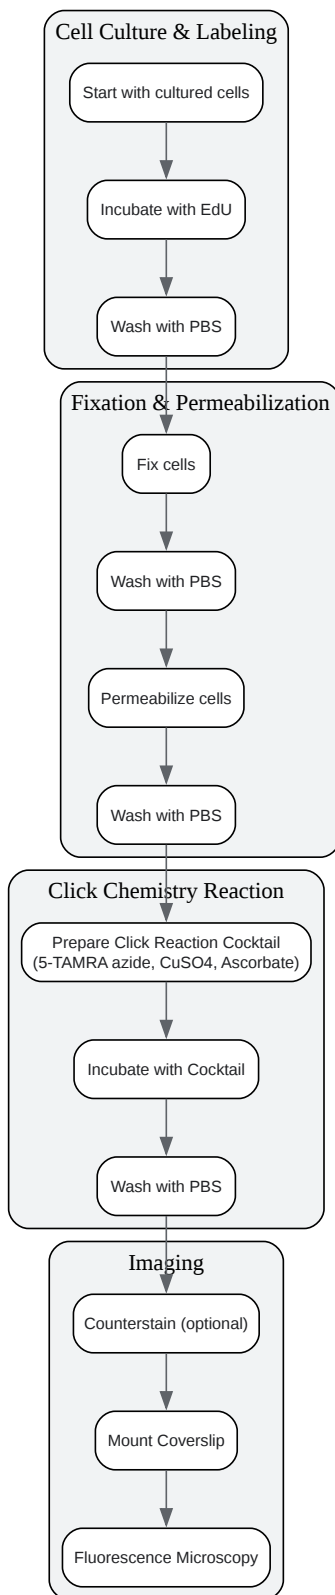 Cell Culture & Labeling
Start with cultured cells
Incubate with EdU
Wash with PBS
Fixation & Permeabilization
Fix cells
Wash with PBS
Permeabilize cells
Wash with PBS
Click Chemistry Reaction
Prepare Click Reaction Cocktail
(5-TAMRA azide, CuSO4, Ascorbate)
Incubate with Cocktail
Wash with PBS
Imaging
Counterstain (optional)
Mount Coverslip
Fluorescence Microscopy